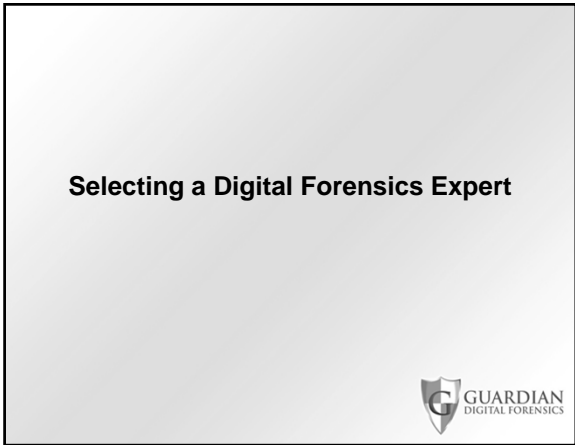 Selecting a Digital Forensics Expert
G
GUARDIAN
DIGITAL FORENSICS